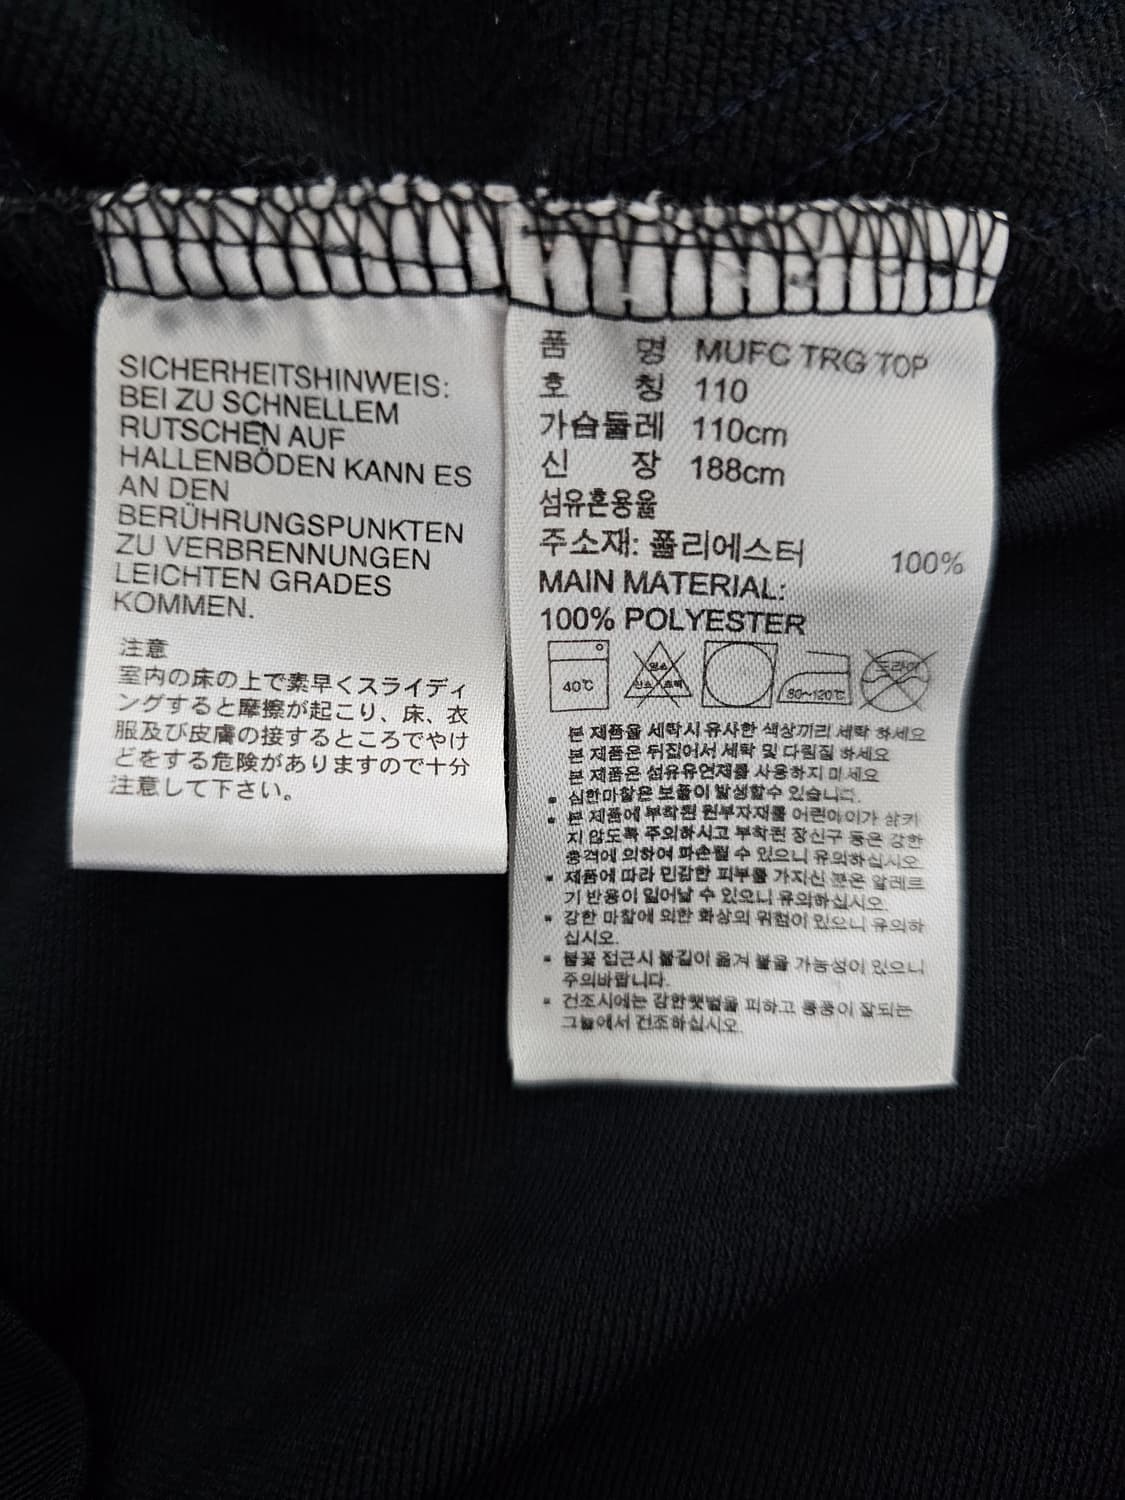 SICHERHEITSHINWEIS:
BEI ZU SCHNELLEM
RUTSCHEN AUF
HALLENBÖDEN KANN ES
AN DEN
BERÜHRUNGSPUNKTEN
ZU VERBRENNUNGEN
LEICHTEN GRADES
KOMMEN.
注意
室内の床の上で素早くスライディ
ングすると摩擦が起こり、床、衣
服及び皮膚の接するところでやけ
どをする危険がありますので十分
注意して下さい。
품 명 MUFC TRG TOP
호 칭 110
가슴둘레 110cm
신 장 188cm
섬유혼용율
주소재: 폴리에스터 100%
MAIN MATERIAL:
100% POLYESTER
40℃ 염소 산소 표백 80~120℃ 드라이
본 제품을 세탁시 유사한 색상끼리 세탁 하세요
본 제품은 뒤집어서 세탁 및 다림질 하세요
본 제품은 섬유유연제를 사용하지 마세요
▪ 심한마찰은 보풀이 발생할수 있습니다.
▪ 본 제품에 부착된 원부자재를 어린아이가 삼키
지 않도록 주의하시고 부착된 장신구 등은 강한
충격에 의하여 파손될 수 있으니 유의하십시오
▪ 제품에 따라 민감한 피부를 가지신 분은 알레르
기 반응이 일어날 수 있으니 유의하십시오.
▪ 강한 마찰에 의한 화상의 위험이 있으니 유의하
십시오.
▪ 불꽃 접근시 불길이 옮겨 붙을 가능성이 있으니
주의바랍니다.
▪ 건조시에는 강한햇볕을 피하고 통풍이 잘되는
그늘에서 건조하십시오.